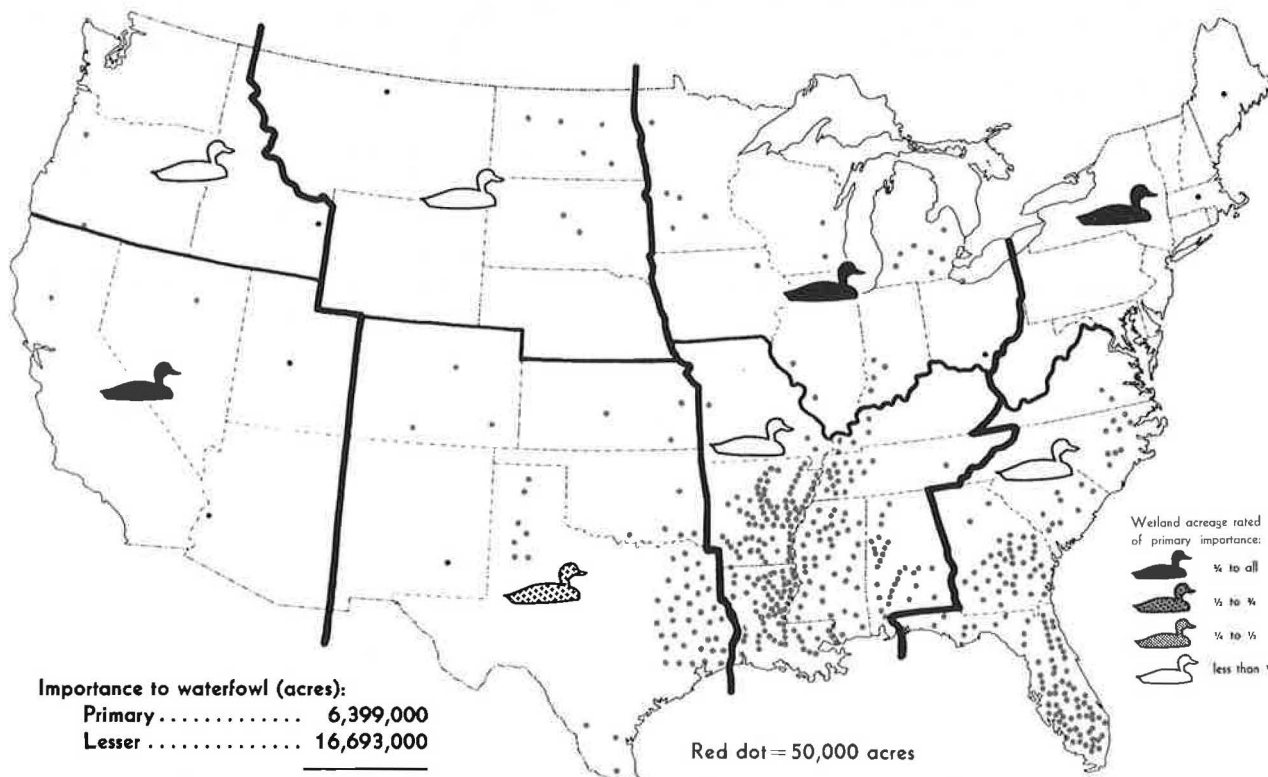 Wetland acreage rated
of primary importance:
¾ to all
½ to ¾
¼ to ½
less than
Importance to waterfowl (acres):
Primary ............. 6,399,000
Lesser .............. 16,693,000
Red dot = 50,000 acres